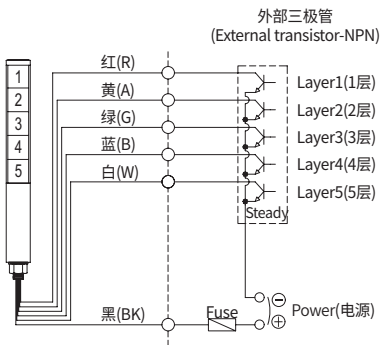 外部三极管
(External transistor-NPN)
1
2
3
4
5
红(R)
黄(A)
绿(G)
蓝(B)
白(W)
黑(BK)
Layer1(1层)
Layer2(2层)
Layer3(3层)
Layer4(4层)
Layer5(5层)
Steady
Fuse
Power(电源)